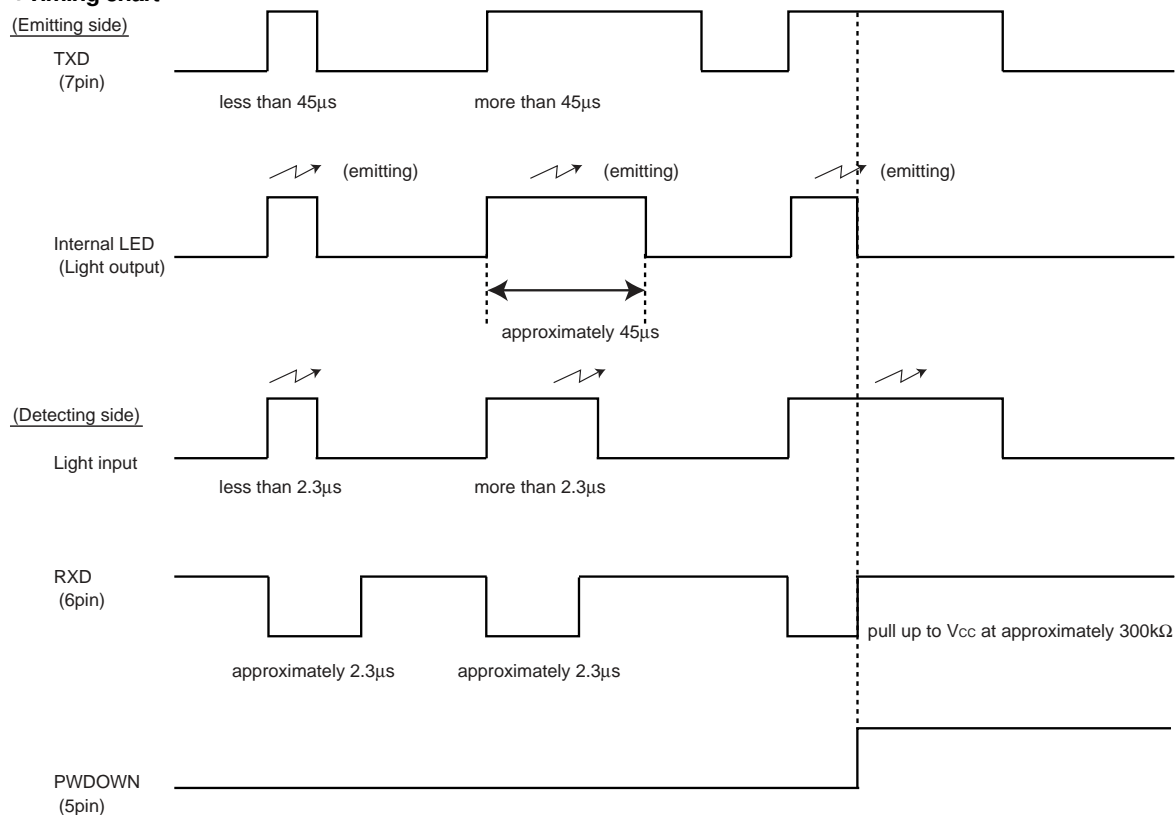 Timing chart
(Emitting side)
TXD
(7pin)
less than 45μs
more than 45μs
(emitting)
(emitting)
(emitting)
Internal LED
(Light output)
approximately 45μs
(Detecting side)
Light input
less than 2.3μs
more than 2.3μs
RXD
(6pin)
pull up to Vcc at approximately 300kΩ
approximately 2.3μs
approximately 2.3μs
PWDOWN
(5pin)